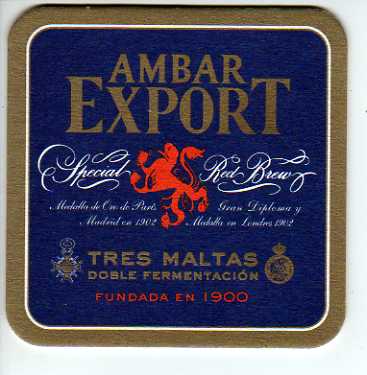 AMBAR
EXPORT
Special Red Brew
Medalla de Oro de París Gran Diploma y
Madrid en 1902 Medalla en Londres 1902
TRES MALTAS
DOBLE FERMENTACIÓN
FUNDADA EN 1900